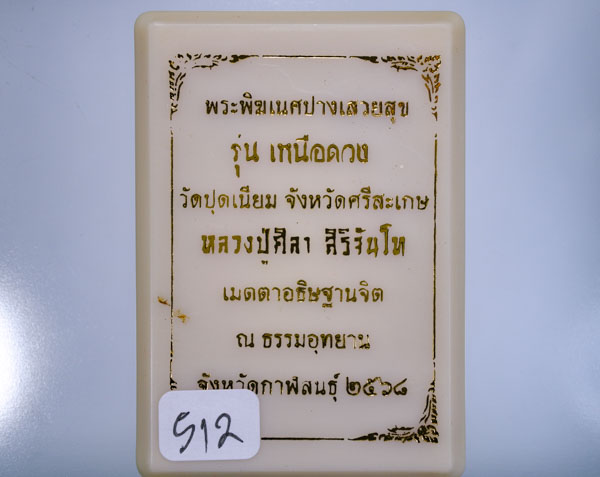 พระพิฆเนศปางเสวยสุข
รุ่น เหนือดวง
วัดปุดเนียม จังหวัดศรีสะเกษ
หลวงปู่ศิลา สิริจันโท
เมตตาอธิษฐานจิต
ณ ธรรมอุทยาน
จังหวัดกาฬสินธุ์ ๒๕๖๘
512